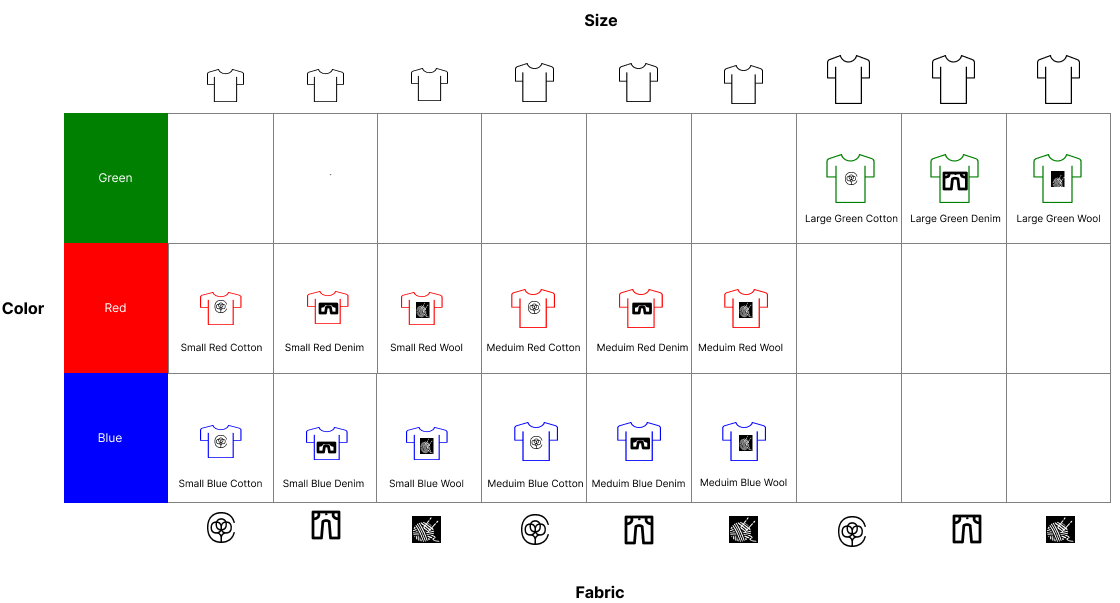 Size
Green
Large Green Cotton
Large Green Denim
Large Green Wool
Color
Red
Small Red Cotton
Small Red Denim
Small Red Wool
Meduim Red Cotton
Meduim Red Denim
Meduim Red Wool
Blue
Small Blue Cotton
Small Blue Denim
Small Blue Wool
Meduim Blue Cotton
Meduim Blue Denim
Meduim Blue Wool
Fabric